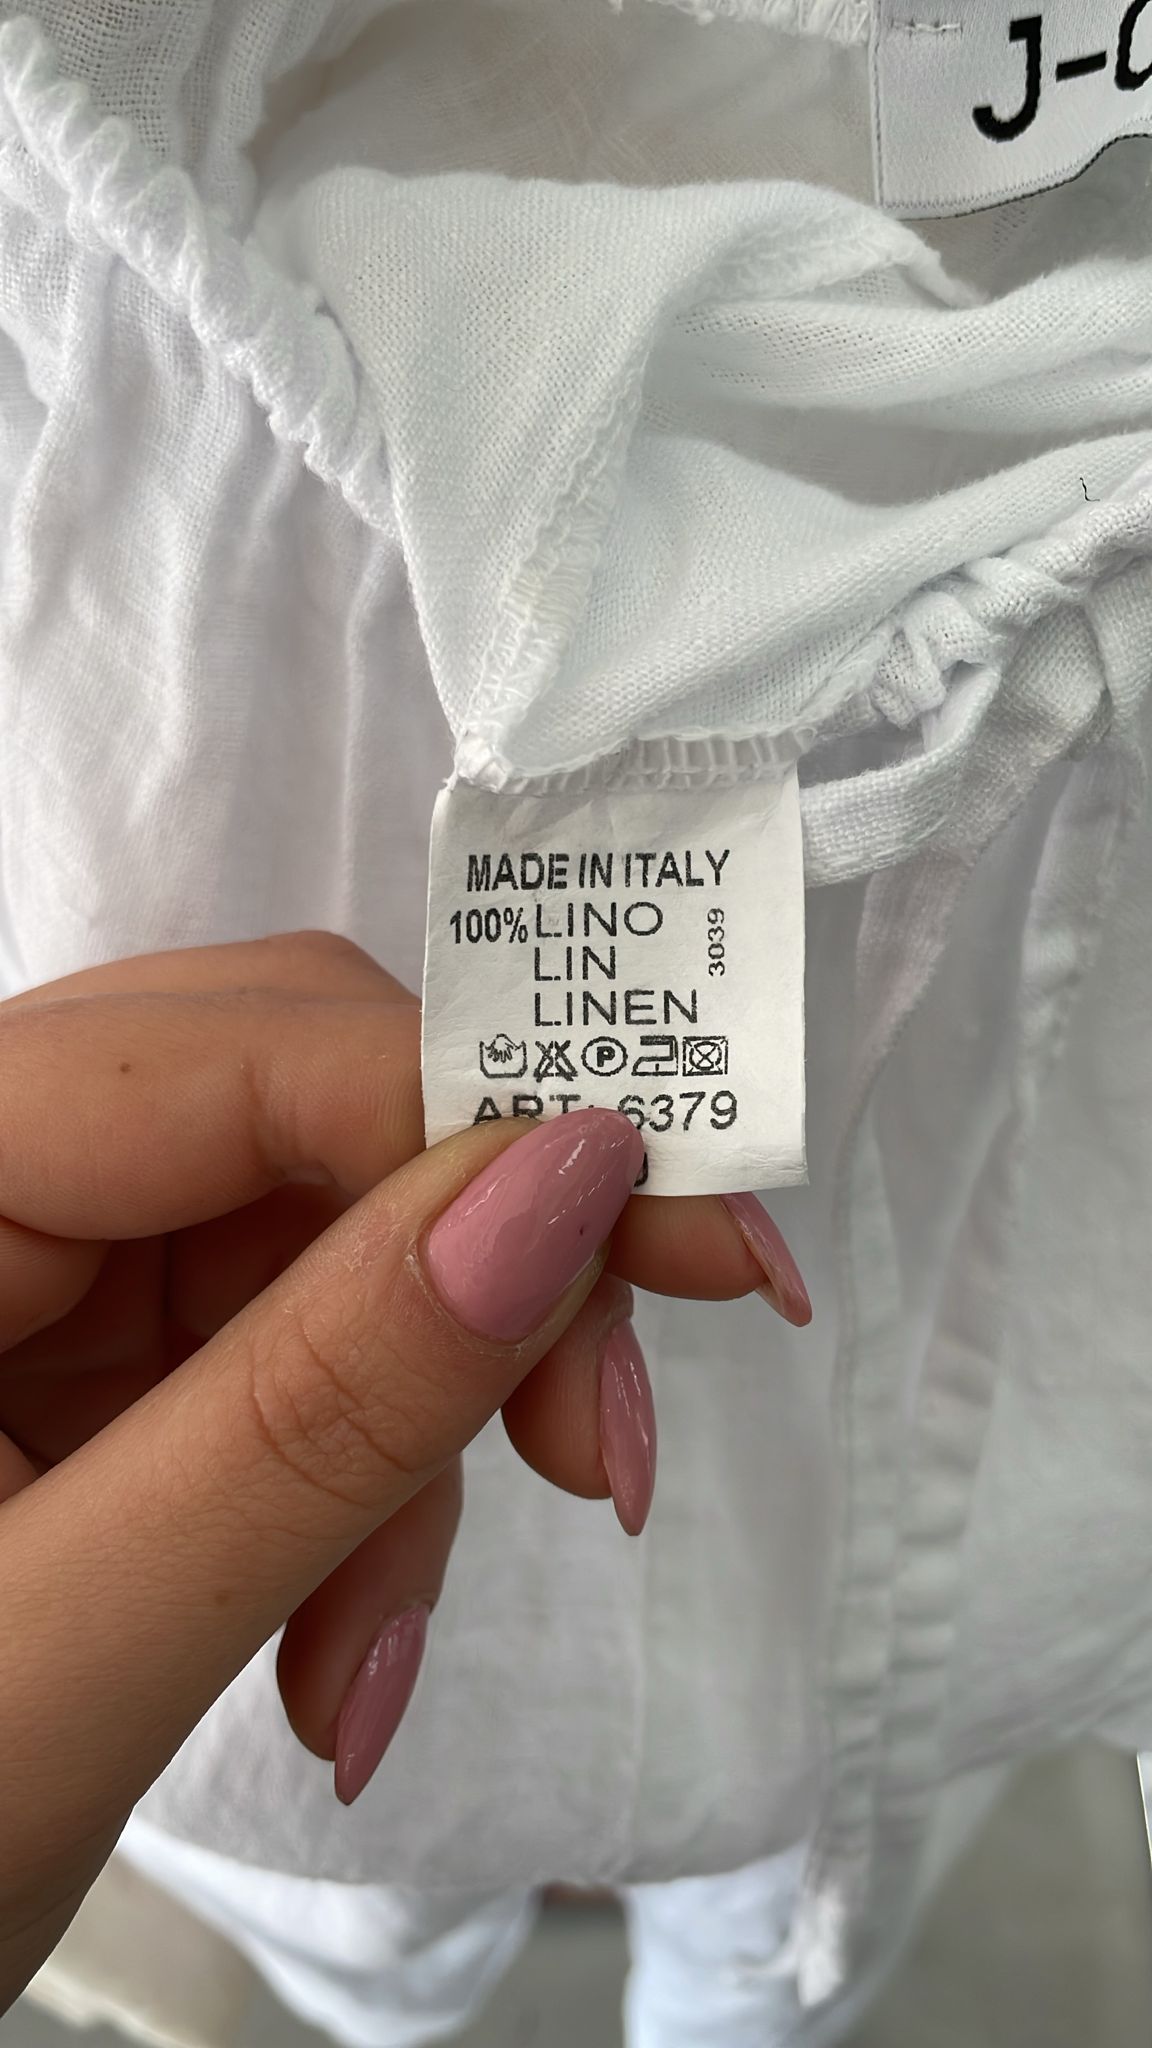 J-
MADE IN ITALY
100% LINO
LIN
LINEN
3039
P
ART: 6379